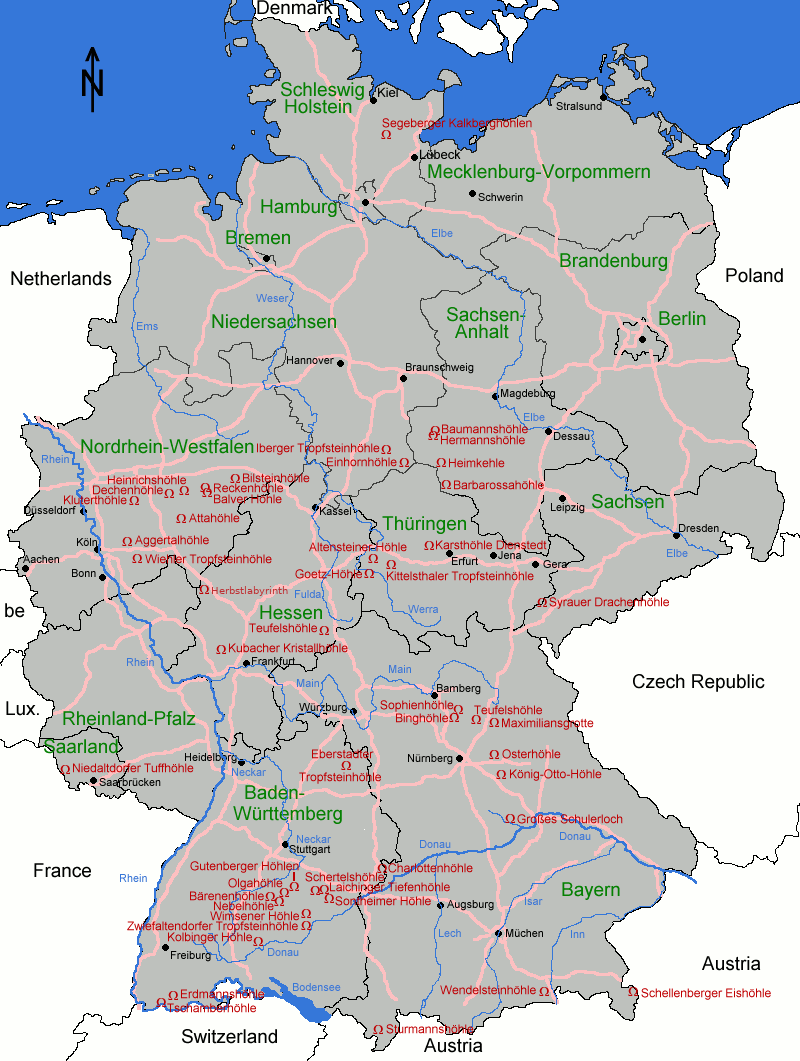 Denmark
N
Schleswig
Holstein
Kiel
Stralsund
Segeberger Kalkberghöhlen
Lübeck
Mecklenburg-Vorpommern
Schwerin
Hamburg
Elbe
Bremen
Brandenburg
Netherlands
Poland
Weser
Ems
Niedersachsen
Sachsen-
Anhalt
Berlin
Hannover
Braunschweig
Magdeburg
Elbe
Dessau
Baumannshöhle
Hermannshöhle
Nordrhein-Westfalen
Iberger Tropfsteinhöhle
Einhornhöhle
Heimkehle
Rhein
Heinrichshöhle
Bilsteinhöhle
Dechenhöhle
Reckenhöhle
Kluterthöhle
Balver Höhle
Barbarossahöhle
Düsseldorf
Attahöhle
Kassel
Thüringen
Leipzig
Sachsen
Dresden
Elbe
Köln
Aggertalhöhle
Altensteiner Höhle
Karsthöhle Dienstedt
Erfurt
Jena
Gera
Aachen
Wiehler Tropfsteinhöhle
Bonn
Goetz-Höhle
Kittelsthaler Tropfsteinhöhle
Herbstlabyrinth
Fulda
be
Hessen
Werra
Syrauer Drachenhöhle
Teufelshöhle
Kubacher Kristallhöhle
Rhein
Frankfurt
Main
Main
Bamberg
Czech Republic
Lux.
Würzburg
Sophienhöhle
Binghöhle
Teufelshöhle
Maximiliansgrotte
Rheinland-Pfalz
Saarland
Heidelberg
Neckar
Eberstadter
Tropfsteinhöhle
Nürnberg
Osterhöhle
König-Otto-Höhle
Niedaltdorfer Tuffhöhle
Saarbrücken
Baden-
Württemberg
Großes Schulerloch
Neckar
Stuttgart
Donau
Donau
France
Rhein
Gutenberger Höhlen
Charlottenhöhle
Schertelshöhle
Olgahöhle
Laichinger Tiefenhöhle
Bärenhöhle
Sontheimer Höhle
Nebelhöhle
Wimsener Höhle
Zwiefaltendorfer Tropfsteinhöhle
Kolbinger Höhle
Bayern
Augsburg
Isar
Lech
Müchen
Inn
Freiburg
Donau
Austria
Bodensee
Erdmannshöhle
Tschamberhöhle
Wendelsteinhöhle
Schellenberger Eishöhle
Switzerland
Sturmannshöhle
Austria